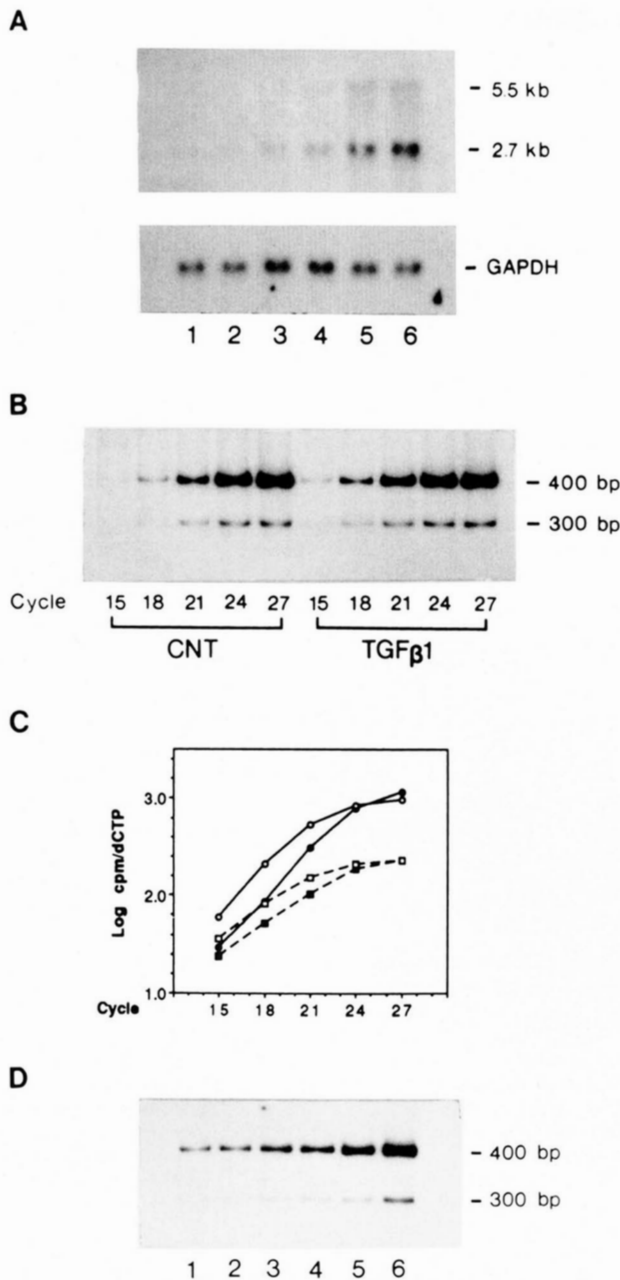 A
- 5.5 kb
- 2.7 kb
- GAPDH
1 2 3 4 5 6
B
- 400 bp
- 300 bp
Cycle 15 18 21 24 27 15 18 21 24 27
CNT TGFβ1
C
Log cpm/dCTP
3.0
2.0
1.0
Cycle 15 18 21 24 27
D
- 400 bp
- 300 bp
1 2 3 4 5 6